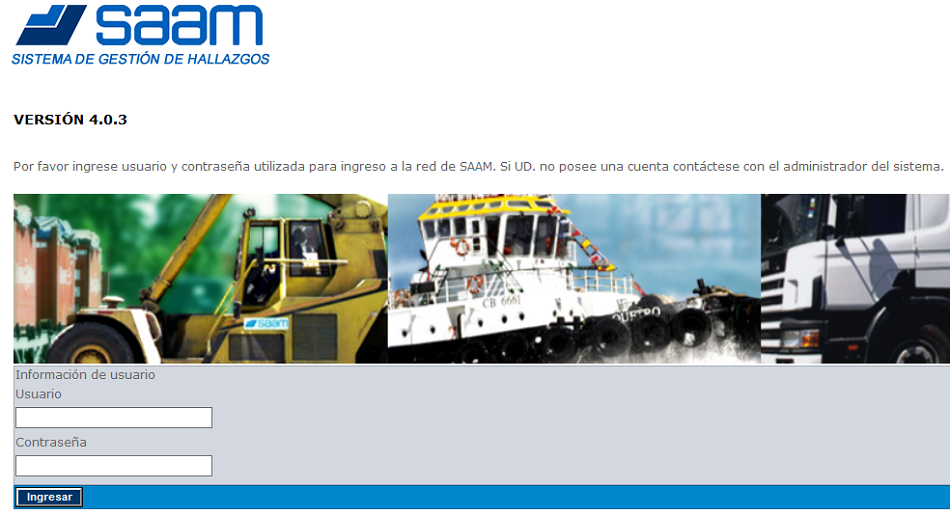 saam
SISTEMA DE GESTIÓN DE HALLAZGOS
VERSIÓN 4.0.3
Por favor ingrese usuario y contraseña utilizada para ingreso a la red de SAAM. Si UD. no posee una cuenta contáctese con el administrador del sistema.
saam
CB 6661
QUETRO
Información de usuario
Usuario
Contraseña
Ingresar